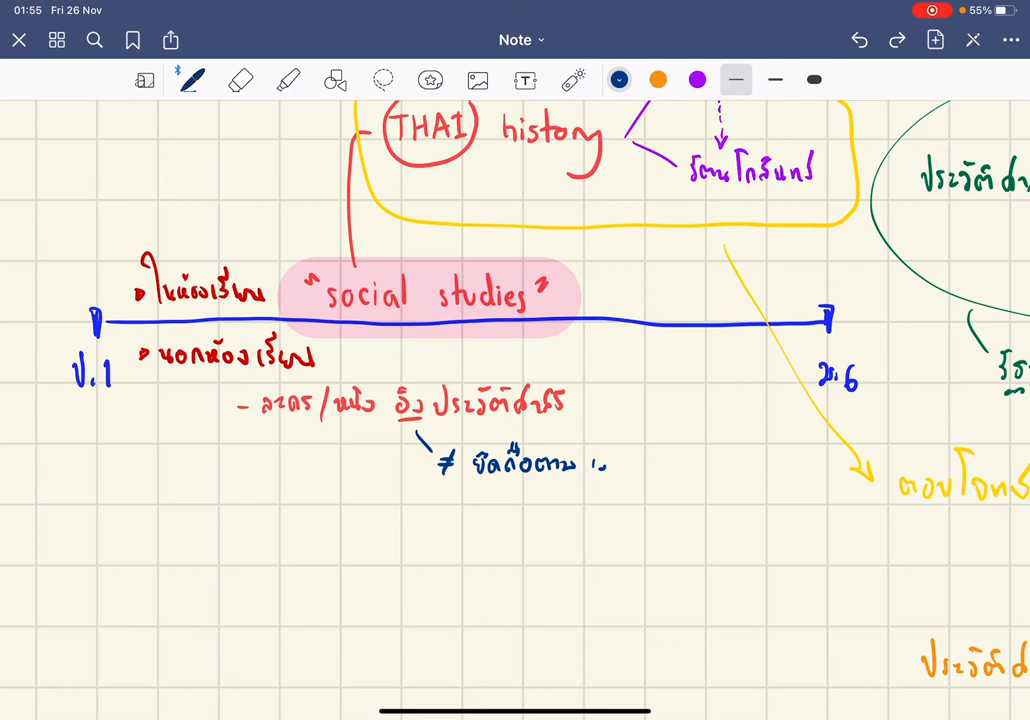 01:55 Fri 26 Nov
55%
Note
T
THAI history
รัตนโกสินทร์
ประวัติศา
ในห้องเรียน
"social studies"
นอกห้องเรียน
ป.1
ม.6
- ละคร/หนัง อิง ประวัติศาสตร์
≠ ยึดถือตาม
ตอบโจทย์
ประวัติศ